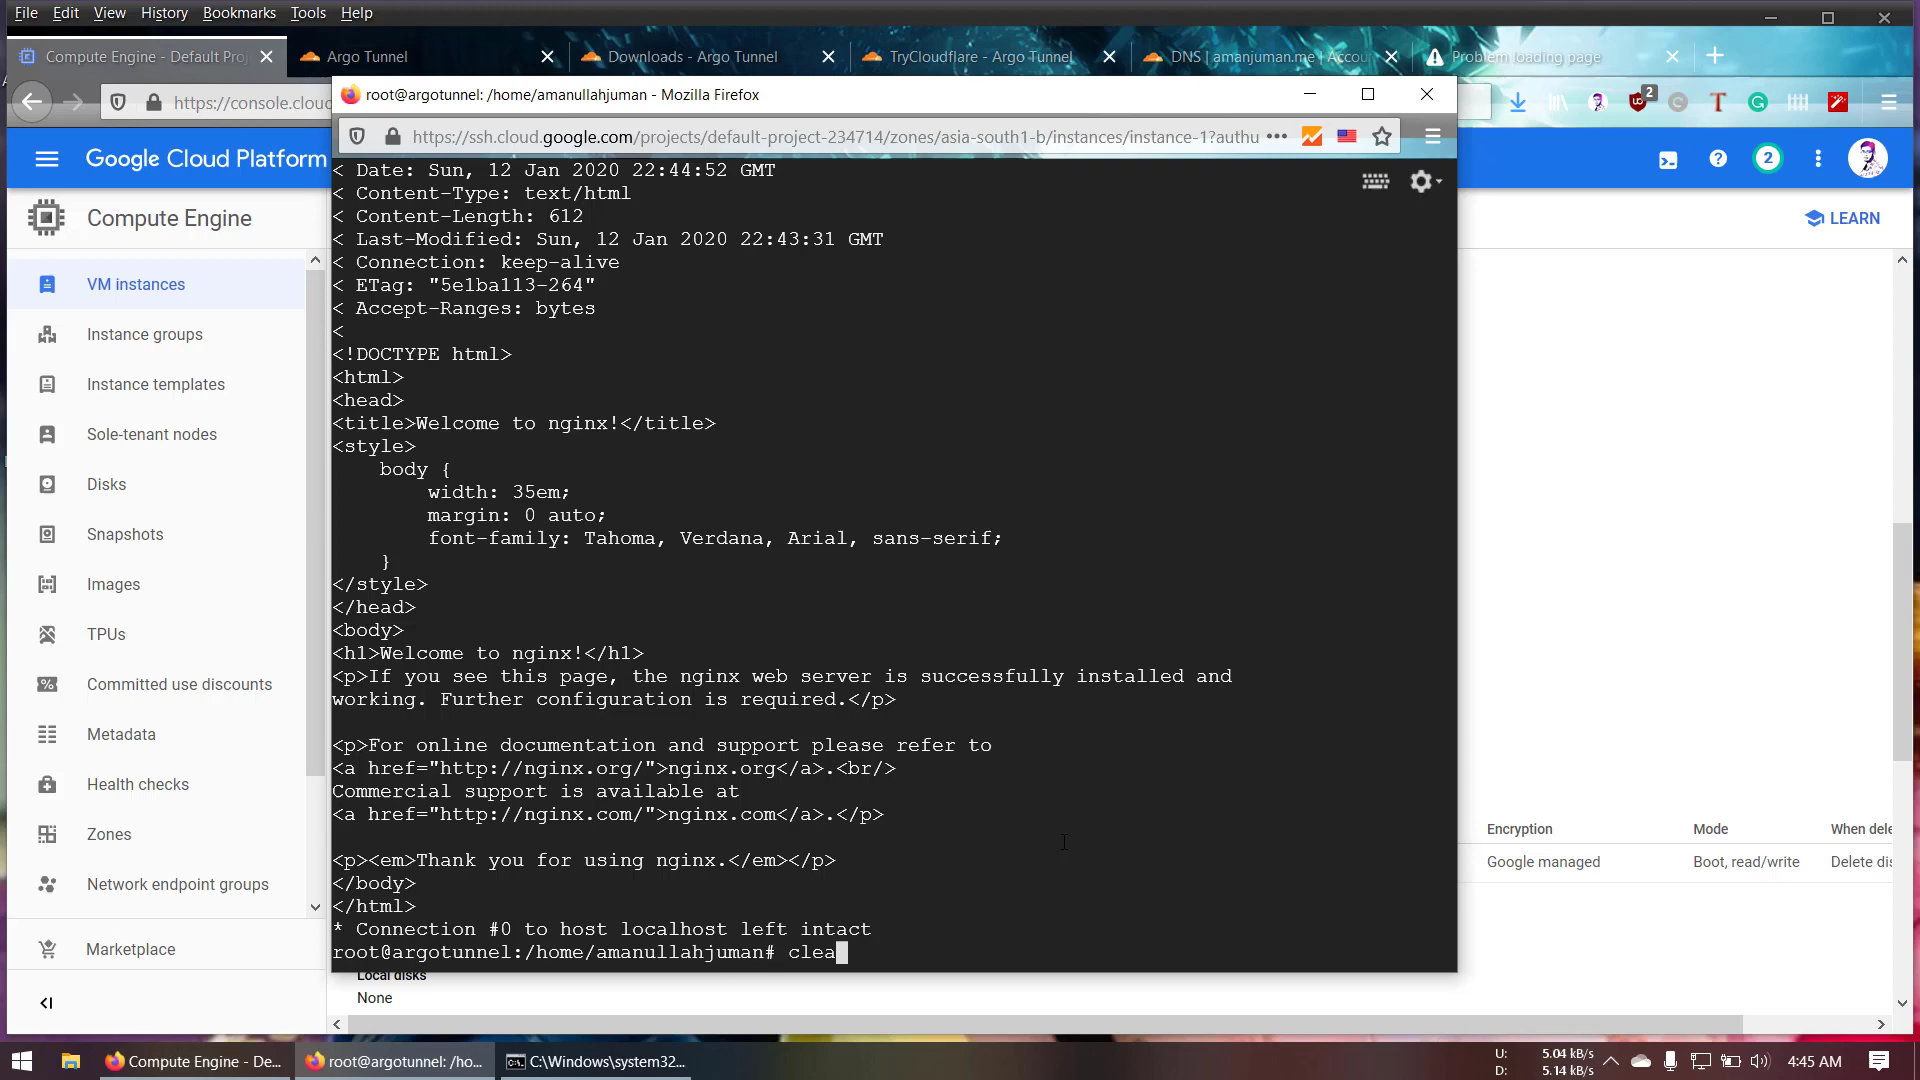 File Edit View History Bookmarks Tools Help
Compute Engine - Default Proj
Argo Tunnel
Downloads - Argo Tunnel
TryCloudflare - Argo Tunnel
DNS | amanjuman.me | Accou
Problem loading page
https://console.cloud
root@argotunnel: /home/amanullahjuman - Mozilla Firefox
https://ssh.cloud.google.com/projects/default-project-234714/zones/asia-south1-b/instances/instance-1?authu
2
Google Cloud Platform
2
Compute Engine
LEARN
VM instances
Instance groups
Instance templates
Sole-tenant nodes
Disks
Snapshots
Images
TPUs
Committed use discounts
Metadata
Health checks
Zones
Network endpoint groups
Marketplace
< Date: Sun, 12 Jan 2020 22:44:52 GMT
< Content-Type: text/html
< Content-Length: 612
< Last-Modified: Sun, 12 Jan 2020 22:43:31 GMT
< Connection: keep-alive
< ETag: "5e1ba113-264"
< Accept-Ranges: bytes
<
<!DOCTYPE html>
<html>
<head>
<title>Welcome to nginx!</title>
<style>
    body {
        width: 35em;
        margin: 0 auto;
        font-family: Tahoma, Verdana, Arial, sans-serif;
    }
</style>
</head>
<body>
<h1>Welcome to nginx!</h1>
<p>If you see this page, the nginx web server is successfully installed and
working. Further configuration is required.</p>
<p>For online documentation and support please refer to
<a href="http://nginx.org/">nginx.org</a>.<br/>
Commercial support is available at
<a href="http://nginx.com/">nginx.com</a>.</p>
<p><em>Thank you for using nginx.</em></p>
</body>
</html>
* Connection #0 to host localhost left intact
root@argotunnel:/home/amanullahjuman# clea
Encryption Mode When dele
Google managed Boot, read/write Delete dis
Local disks
None
Compute Engine - De...
root@argotunnel: /ho...
C:\Windows\system32...
U: 5.04 kB/s
D: 5.14 kB/s
4:45 AM